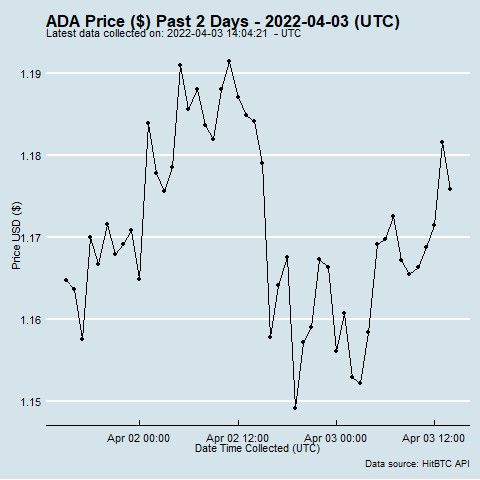 ADA Price ($) Past 2 Days - 2022-04-03 (UTC)
Latest data collected on: 2022-04-03 14:04:21  - UTC
1.19
1.18
1.17
1.16
1.15
Price USD ($)
Apr 02 00:00
Apr 02 12:00
Apr 03 00:00
Apr 03 12:00
Date Time Collected (UTC)
Data source: HitBTC API